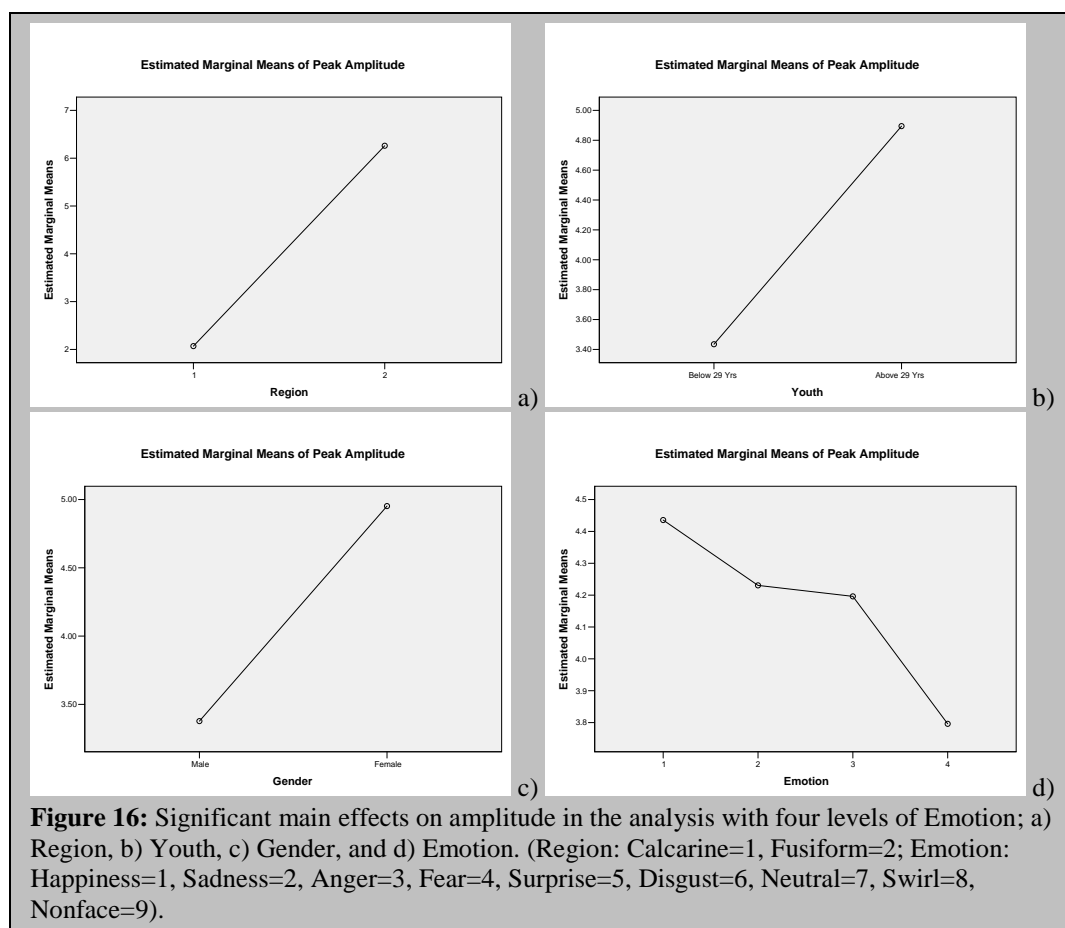 Estimated Marginal Means of Peak Amplitude
Estimated Marginal Means
7
6
5
4
3
2
1
2
Region
a)
Estimated Marginal Means of Peak Amplitude
Estimated Marginal Means
5.00
4.80
4.60
4.40
4.20
4.00
3.80
3.60
3.40
Below 29 Yrs
Above 29 Yrs
Youth
b)
Estimated Marginal Means of Peak Amplitude
Estimated Marginal Means
5.00
4.50
4.00
3.50
Male
Female
Gender
c)
Estimated Marginal Means of Peak Amplitude
Estimated Marginal Means
4.5
4.4
4.3
4.2
4.1
4.0
3.9
3.8
1
2
3
4
Emotion
d)
Figure 16: Significant main effects on amplitude in the analysis with four levels of Emotion; a)
Region, b) Youth, c) Gender, and d) Emotion. (Region: Calcarine=1, Fusiform=2; Emotion:
Happiness=1, Sadness=2, Anger=3, Fear=4, Surprise=5, Disgust=6, Neutral=7, Swirl=8,
Nonface=9).